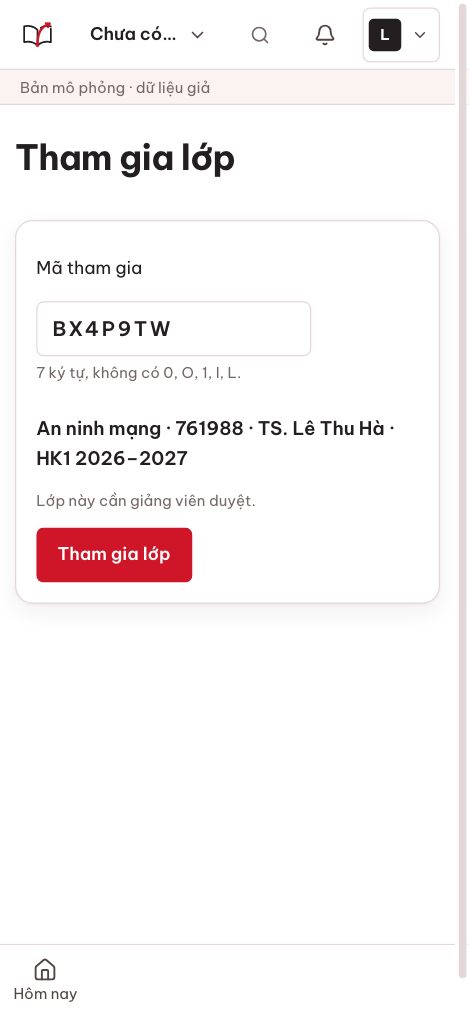 Chưa có...
L
Bản mô phỏng · dữ liệu giả
Tham gia lớp
Mã tham gia
BX4P9TW
7 ký tự, không có 0, O, 1, I, L.
An ninh mạng · 761988 · TS. Lê Thu Hà ·
HK1 2026–2027
Lớp này cần giảng viên duyệt.
Tham gia lớp
Hôm nay